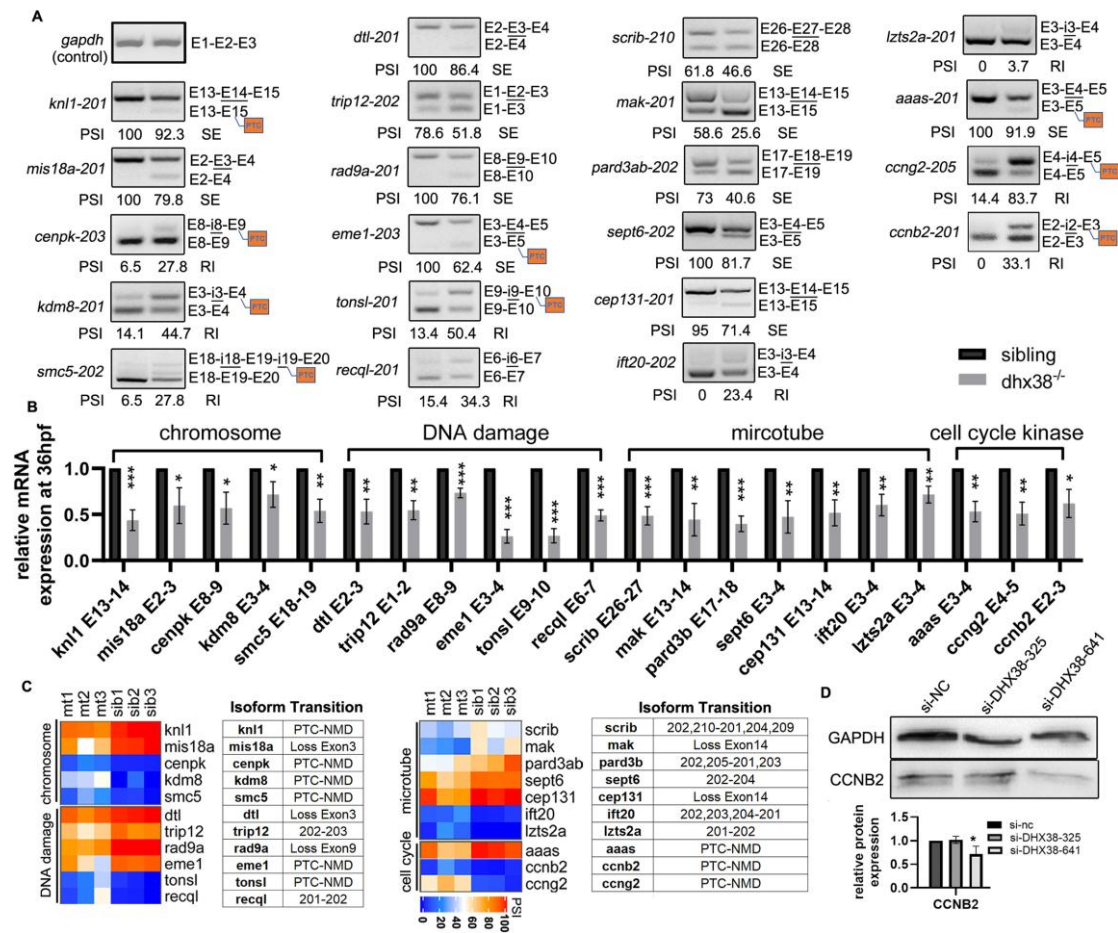 A
gapdh
(control)
E1-E2-E3
knl1-201
E13-E14-E15
E13-E15
PTC
PSI 100 92.3 SE
mis18a-201
E2-E3-E4
E2-E4
PSI 100 79.8 SE
cenpk-203
E8-i8-E9
E8-E9
PTC
PSI 6.5 27.8 RI
kdm8-201
E3-i3-E4
E3-E4
PTC
PSI 14.1 44.7 RI
smc5-202
E18-i18-E19-i19-E20
E18-E19-E20
PTC
PSI 6.5 27.8 RI
dtl-201
E2-E3-E4
E2-E4
PSI 100 86.4 SE
trip12-202
E1-E2-E3
E1-E3
PSI 78.6 51.8 SE
rad9a-201
E8-E9-E10
E8-E10
PSI 100 76.1 SE
eme1-203
E3-E4-E5
E3-E5
PTC
PSI 100 62.4 SE
tonsl-201
E9-i9-E10
E9-E10
PTC
PSI 13.4 50.4 RI
recql-201
E6-i6-E7
E6-E7
PSI 15.4 34.3 RI
scrib-210
E26-E27-E28
E26-E28
PSI 61.8 46.6 SE
mak-201
E13-E14-E15
E13-E15
PSI 58.6 25.6 SE
pard3ab-202
E17-E18-E19
E17-E19
PSI 73 40.6 SE
sept6-202
E3-E4-E5
E3-E5
PSI 100 81.7 SE
cep131-201
E13-E14-E15
E13-E15
PSI 95 71.4 SE
ift20-202
E3-i3-E4
E3-E4
PSI 0 23.4 RI
lzts2a-201
E3-i3-E4
E3-E4
PSI 0 3.7 RI
aaas-201
E3-E4-E5
E3-E5
PTC
PSI 100 91.9 SE
ccng2-205
E4-i4-E5
E4-E5
PTC
PSI 14.4 83.7 RI
ccnb2-201
E2-i2-E3
E2-E3
PTC
PSI 0 33.1 RI
sibling
dhx38-/-
B
chromosome
DNA damage
mircotube
cell cycle kinase
relative mRNA
expression at 36hpf
1.0
0.5
0.0
*** * * * ** ** ** *** *** *** *** *** ** *** ** ** ** ** ** ** *
knl1 E13-14
mis18a E2-3
cenpk E8-9
kdm8 E3-4
smc5 E18-19
dtl E2-3
trip12 E1-2
rad9a E8-9
eme1 E3-4
tonsl E9-10
recql E6-7
scrib E26-27
mak E13-14
pard3b E17-18
sept6 E3-4
cep131 E13-14
ift20 E3-4
lzts2a E3-4
aaas E3-4
ccng2 E4-5
ccnb2 E2-3
C
mt1 mt2 mt3 sib1 sib2 sib3
chromosome
knl1
mis18a
cenpk
kdm8
smc5
DNA damage
dtl
trip12
rad9a
eme1
tonsl
recql
Isoform Transition
knl1 PTC-NMD
mis18a Loss Exon3
cenpk PTC-NMD
kdm8 PTC-NMD
smc5 PTC-NMD
dtl Loss Exon3
trip12 202-203
rad9a Loss Exon9
eme1 PTC-NMD
tonsl PTC-NMD
recql 201-202
mt1 mt2 mt3 sib1 sib2 sib3
microtube
scrib
mak
pard3ab
sept6
cep131
ift20
lzts2a
cell cycle
aaas
ccnb2
ccng2
0 20 40 60 80 100
PSI
Isoform Transition
scrib 202,210-201,204,209
mak Loss Exon14
pard3b 202,205-201,203
sept6 202-204
cep131 Loss Exon14
ift20 202,203,204-201
lzts2a 201-202
aaas PTC-NMD
ccnb2 PTC-NMD
ccng2 PTC-NMD
D
si-NC
si-DHX38-325
si-DHX38-641
GAPDH
CCNB2
relative protein
expression
1.5
1.0
0.5
0.0
*
CCNB2
si-nc
si-DHX38-325
si-DHX38-641